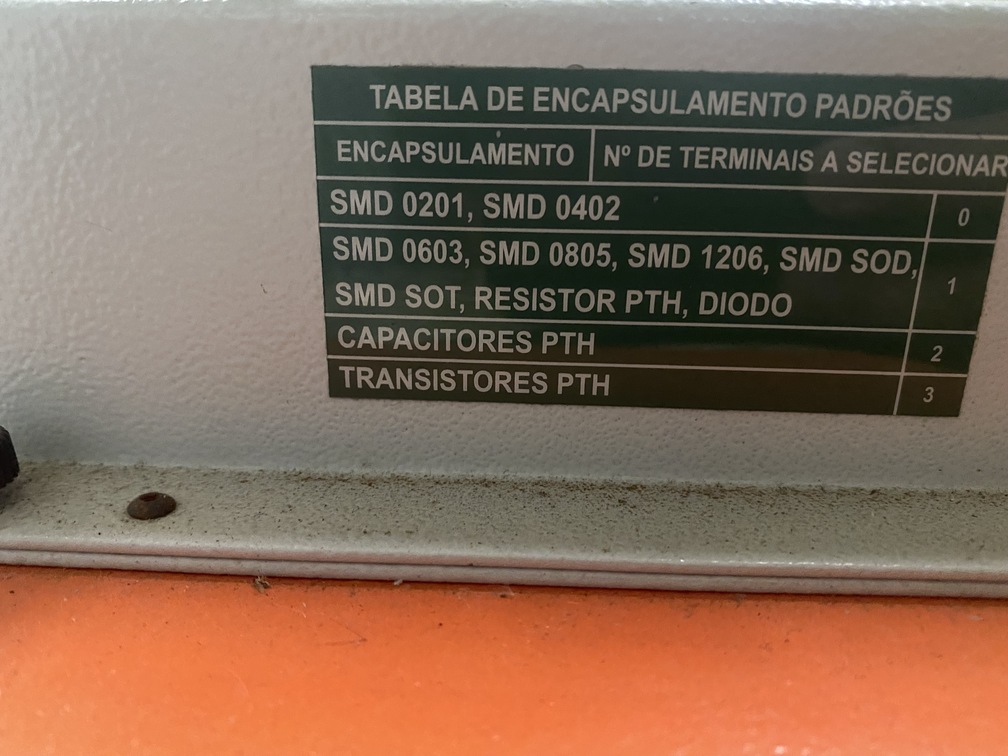 TABELA DE ENCAPSULAMENTO PADRÕES
ENCAPSULAMENTO Nº DE TERMINAIS A SELECIONAR
SMD 0201, SMD 0402 0
SMD 0603, SMD 0805, SMD 1206, SMD SOD, 1
SMD SOT, RESISTOR PTH, DIODO
CAPACITORES PTH 2
TRANSISTORES PTH 3